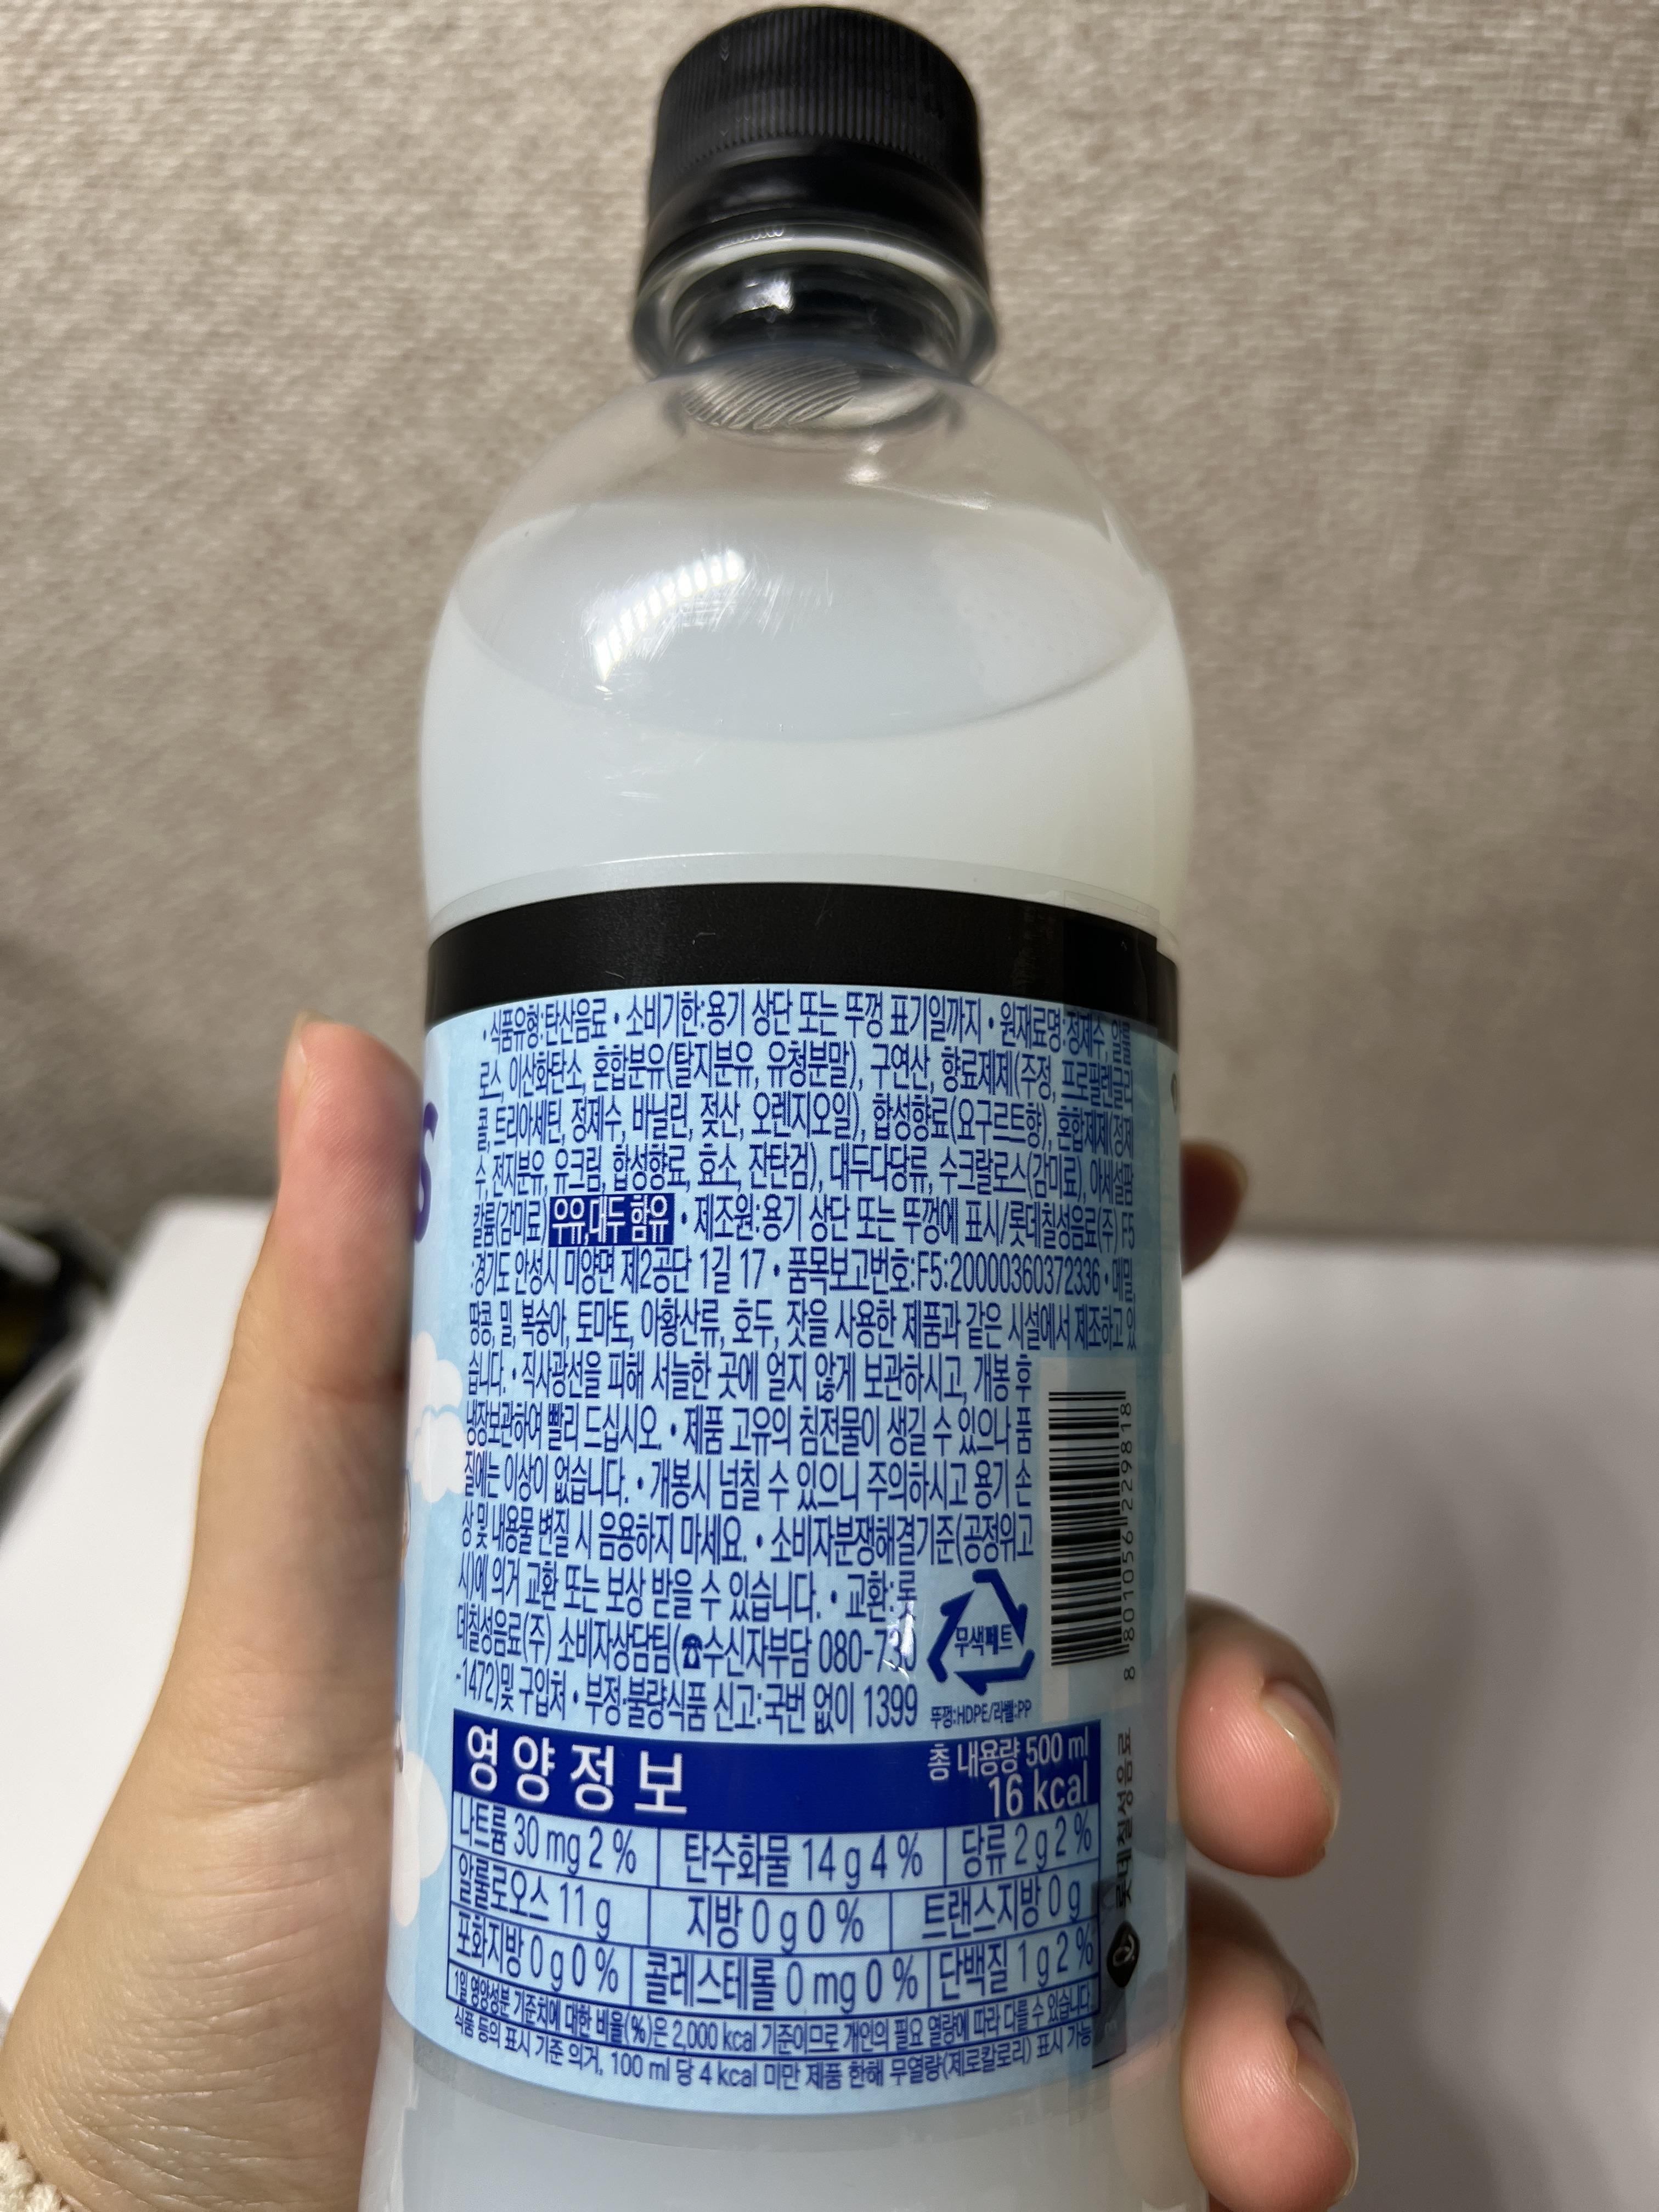 • 식품유형:탄산음료 • 소비기한:용기 상단 또는 뚜껑 표기일까지 • 원재료명:정제수, 알룰
로스, 이산화탄소, 혼합분유(탈지분유, 유청분말), 구연산, 향료제제(주정, 프로필렌글리
콜, 트리아세틴, 정제수, 바닐린, 젖산, 오렌지오일), 합성향료(요구르트향), 혼합제제(정제
수, 전지분유, 유크림, 합성향료, 효소, 잔탄검), 대두다당류, 수크랄로스(감미료), 아세설팜
칼륨(감미료) 우유,대두 함유 • 제조원:용기 상단 또는 뚜껑에 표시/롯데칠성음료(주) F5
:경기도 안성시 미양면 제2공단 1길 17 • 품목보고번호:F5:20000360372336 • 메밀,
땅콩, 밀, 복숭아, 토마토, 아황산류, 호두, 잣을 사용한 제품과 같은 시설에서 제조하고 있
습니다. • 직사광선을 피해 서늘한 곳에 얼지 않게 보관하시고, 개봉 후
냉장보관하여 빨리 드십시오. • 제품 고유의 침전물이 생길 수 있으나 품
질에는 이상이 없습니다. • 개봉시 넘칠 수 있으니 주의하시고 용기 손
상 및 내용물 변질 시 음용하지 마세요. • 소비자분쟁해결기준(공정위고
시)에 의거 교환 또는 보상 받을 수 있습니다. • 교환:롯
데칠성음료(주) 소비자상담팀(☎수신자부담 080-730
-1472)및 구입처 • 부정·불량식품 신고:국번 없이 1399
무색페트
뚜껑:HDPE/라벨:PP
8 801056 229818
롯데칠성음료
영양정보 총 내용량 500 ml
16 kcal
나트륨 30 mg 2 % 탄수화물 14 g 4 % 당류 2 g 2 %
알룰로오스 11 g 지방 0 g 0 % 트랜스지방 0 g
포화지방 0 g 0 % 콜레스테롤 0 mg 0 % 단백질 1 g 2 %
1일 영양성분 기준치에 대한 비율(%)은 2,000 kcal 기준이므로 개인의 필요 열량에 따라 다를 수 있습니다.
식품 등의 표시 기준 의거, 100 ml 당 4 kcal 미만 제품 한해 무열량(제로칼로리) 표시 가능